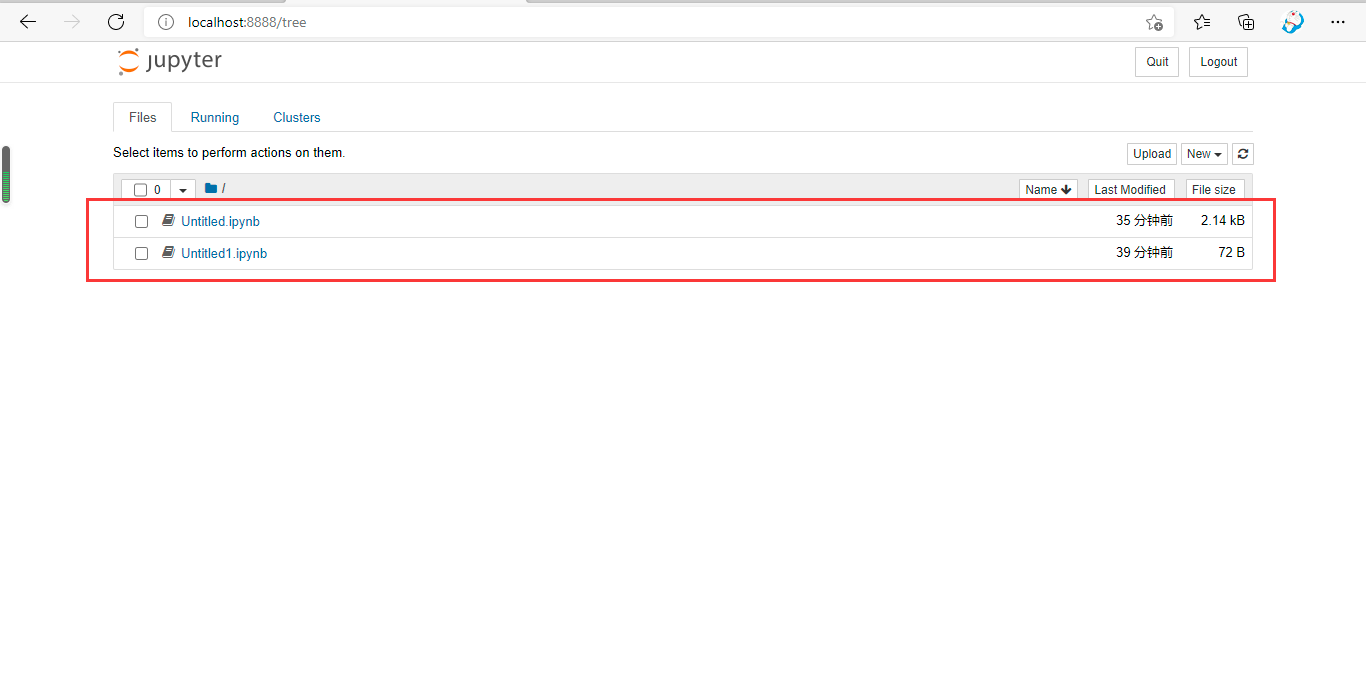 localhost:8888/tree
jupyter
Quit Logout
Files Running Clusters
Select items to perform actions on them.
Upload New
0 / Name Last Modified File size
Untitled.ipynb 35 分钟前 2.14 kB
Untitled1.ipynb 39 分钟前 72 B